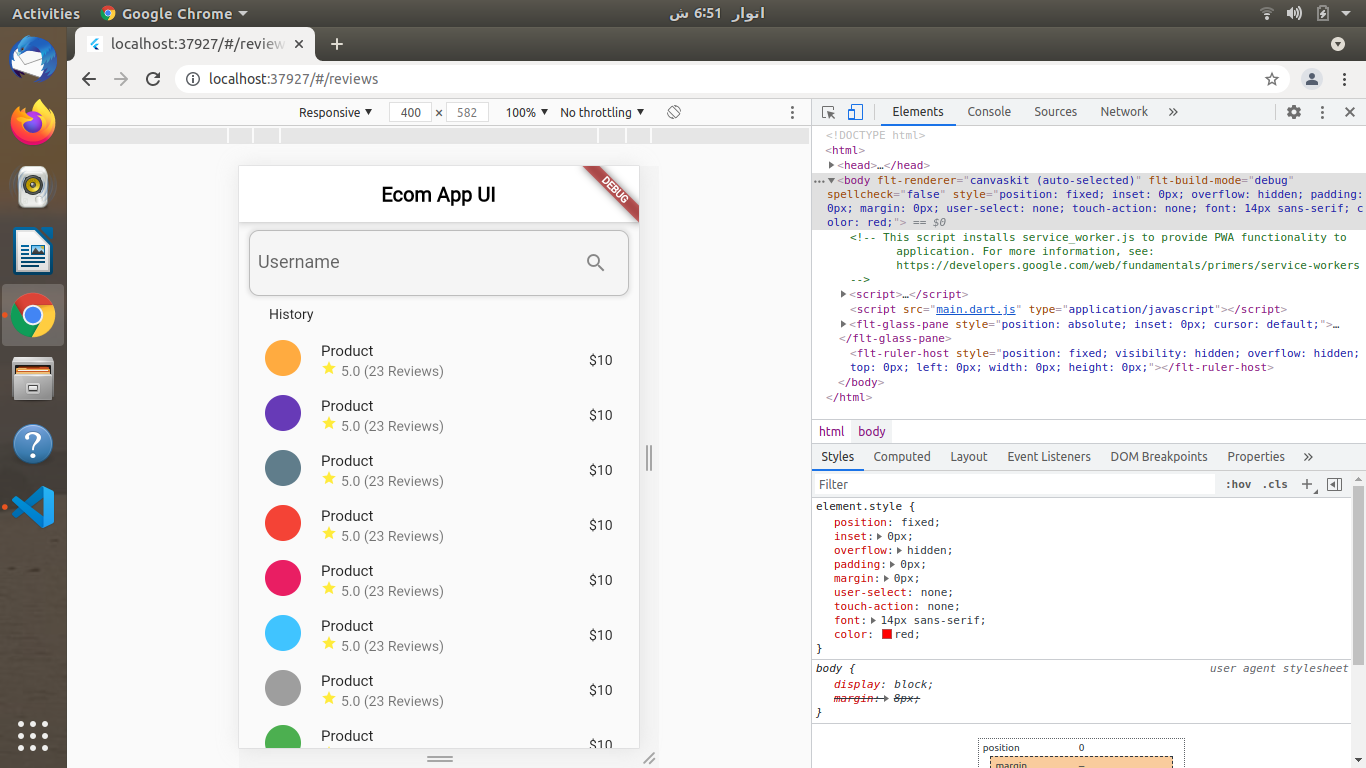 Activities
Google Chrome
اتوار 6:51 ش
localhost:37927/#/review
localhost:37927/#/reviews
Responsive
400 × 582
100%
No throttling
Ecom App UI
DEBUG
Username
History
Product
5.0 (23 Reviews)
$10
Product
5.0 (23 Reviews)
$10
Product
5.0 (23 Reviews)
$10
Product
5.0 (23 Reviews)
$10
Product
5.0 (23 Reviews)
$10
Product
5.0 (23 Reviews)
$10
Product
5.0 (23 Reviews)
$10
Product
$10
Elements Console Sources Network »
<!DOCTYPE html>
<html>
<head>…</head>
<body flt-renderer="canvaskit (auto-selected)" flt-build-mode="debug"
spellcheck="false" style="position: fixed; inset: 0px; overflow: hidden; padding:
0px; margin: 0px; user-select: none; touch-action: none; font: 14px sans-serif; c
olor: red;"> == $0
<!-- This script installs service_worker.js to provide PWA functionality to
application. For more information, see:
https://developers.google.com/web/fundamentals/primers/service-workers
-->
<script>…</script>
<script src="main.dart.js" type="application/javascript"></script>
<flt-glass-pane style="position: absolute; inset: 0px; cursor: default;">…
</flt-glass-pane>
<flt-ruler-host style="position: fixed; visibility: hidden; overflow: hidden;
top: 0px; left: 0px; width: 0px; height: 0px;"></flt-ruler-host>
</body>
</html>
html body
Styles Computed Layout Event Listeners DOM Breakpoints Properties »
Filter
:hov .cls +
element.style {
position: fixed;
inset: 0px;
overflow: hidden;
padding: 0px;
margin: 0px;
user-select: none;
touch-action: none;
font: 14px sans-serif;
color: red;
}
body {
user agent stylesheet
display: block;
margin: 8px;
}
position 0
margin –